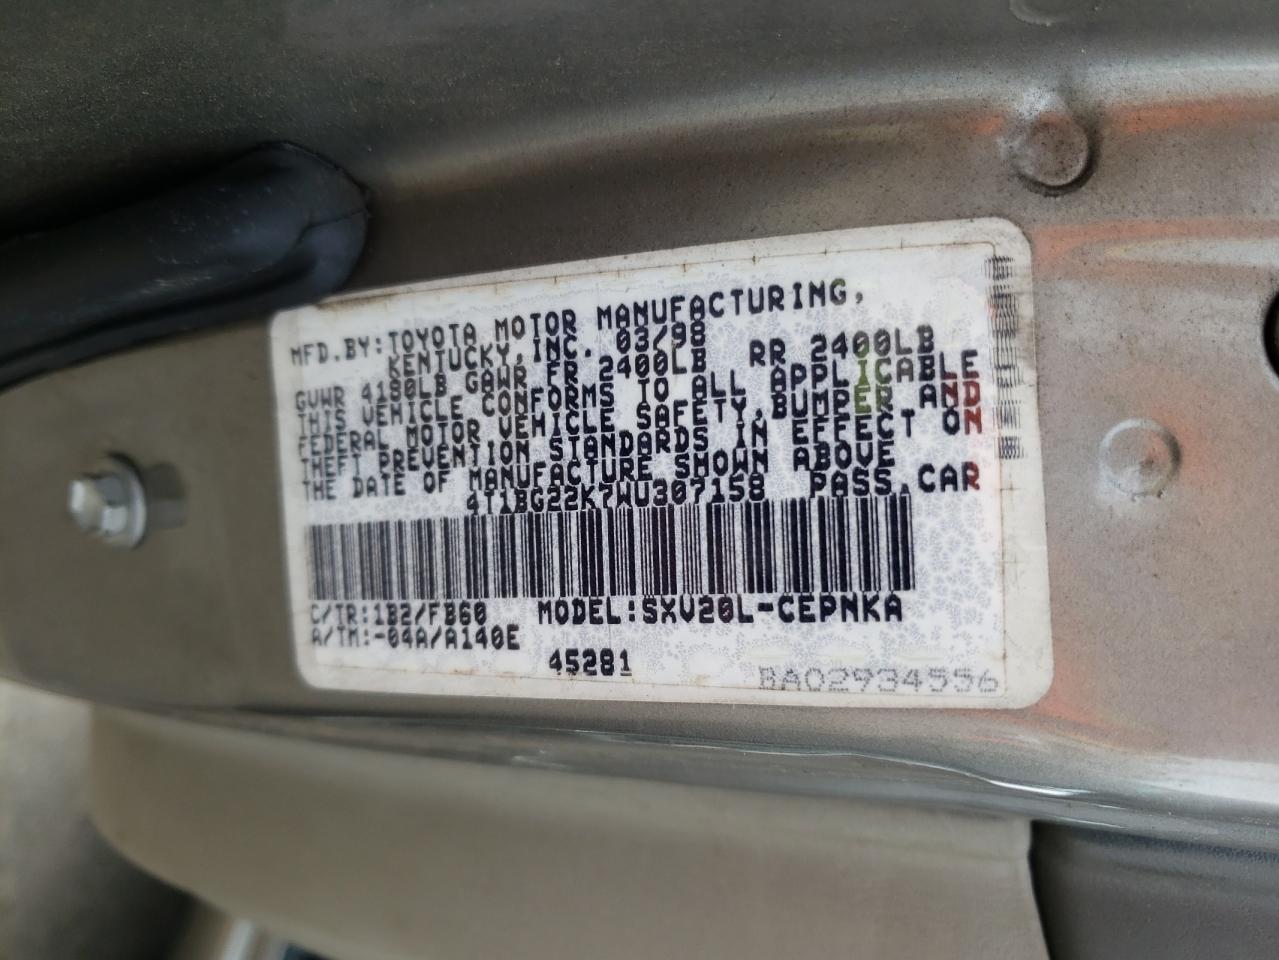 MFD.BY:TOYOTA MOTOR MANUFACTURING,
KENTUCKY,INC. 03/98
GVWR 4180LB GAWR FR 2400LB RR 2400LB
THIS VEHICLE CONFORMS TO ALL APPLICABLE
FEDERAL MOTOR VEHICLE SAFETY,BUMPER AND
THEFT PREVENTION STANDARDS IN EFFECT ON
THE DATE OF MANUFACTURE SHOWN ABOVE
4T1BG22K7WU307158 PASS.CAR
C/TR:1B2/FB60 MODEL:SXV20L-CEPNKA
A/TM:-04A/A140E
45281
BA02934556